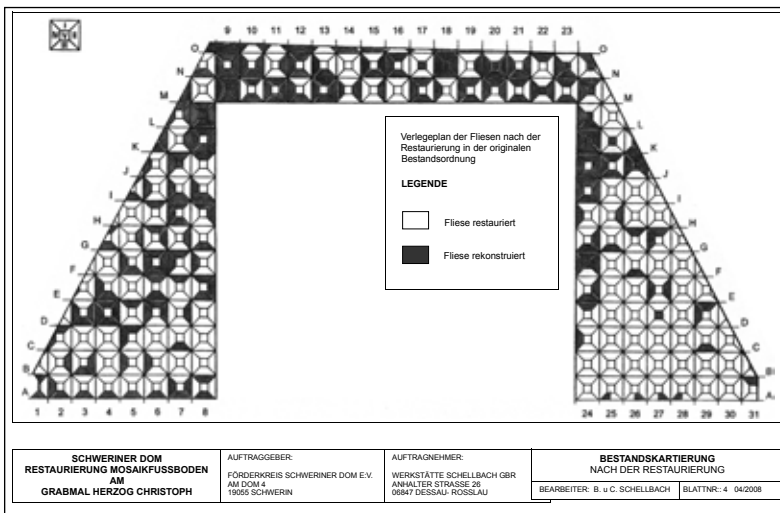 9 10 11 12 13 14 15 16 17 18 19 20 21 22 23
O O
N N
M M
L L
K K
J J
I I
H H
G G
F F
E E
D D
C C
B B
A A
1 2 3 4 5 6 7 8
24 25 26 27 28 29 30 31
Verlegeplan der Fliesen nach der
Restaurierung in der originalen
Bestandsordnung
LEGENDE
Fliese restauriert
Fliese rekonstruiert
SCHWERINER DOM
RESTAURIERUNG MOSAIKFUSSBODEN
AM
GRABMAL HERZOG CHRISTOPH
AUFTRAGGEBER:
FÖRDERKREIS SCHWERINER DOM E:V.
AM DOM 4
19055 SCHWERIN
AUFTRAGNEHMER:
WERKSTÄTTE SCHELLBACH GBR
ANHALTER STRASSE 26
06847 DESSAU- ROSSLAU
BESTANDSKARTIERUNG
NACH DER RESTAURIERUNG
BEARBEITER: B. u C. SCHELLBACH
BLATTNR.: 4 04/2008